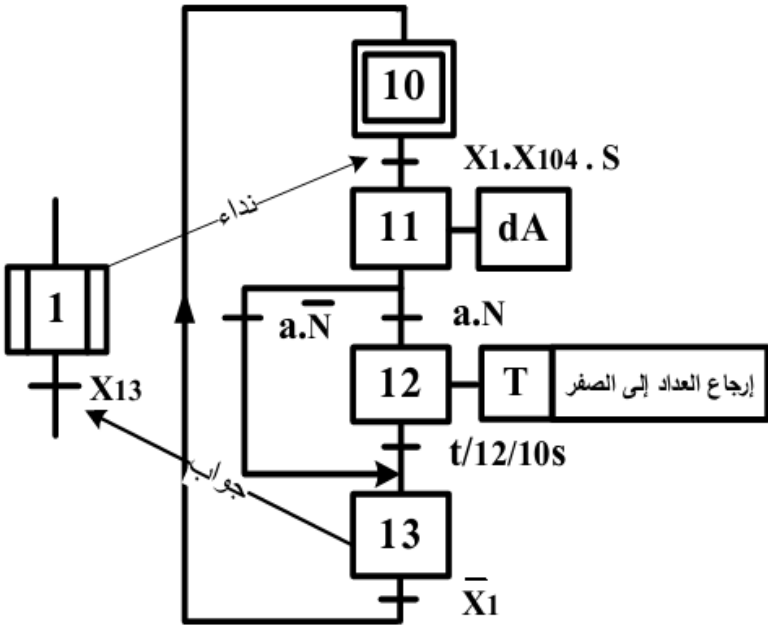 10
X1.X104 . S
نداء
11
dA
1
a.N̅
a.N
12
T
إرجاع العداد إلى الصفر
X13
t/12/10s
جواب
13
X̅1